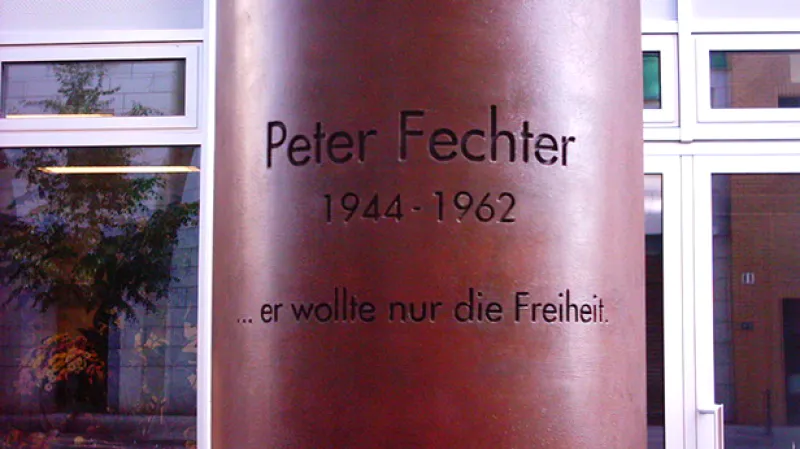 Peter Fechter
1944 - 1962
... er wollte nur die Freiheit.